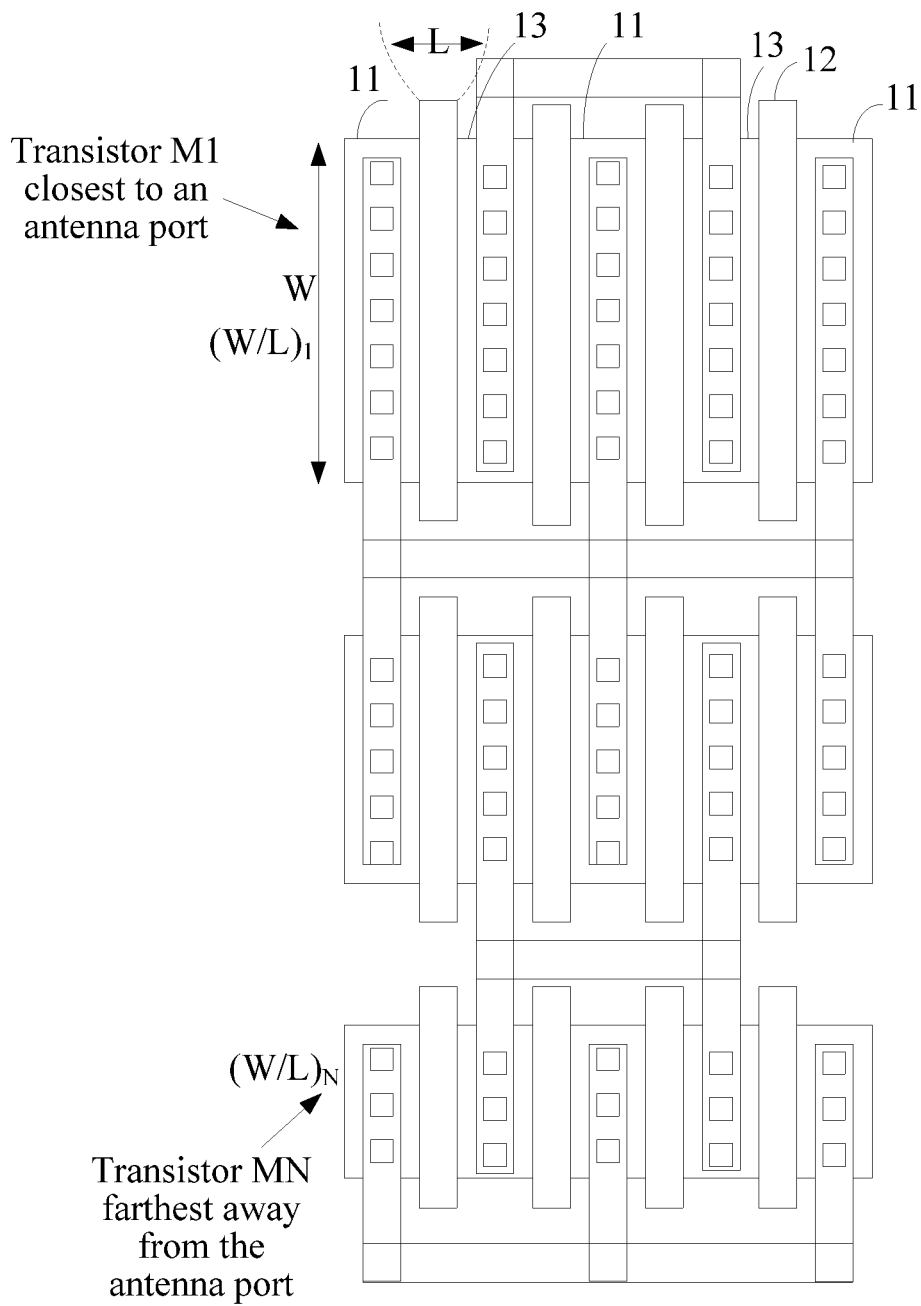 L
13
11
13
12
11
11
Transistor M1
closest to an
antenna port
W
(W/L)1
(W/L)N
Transistor MN
farthest away
from the
antenna port